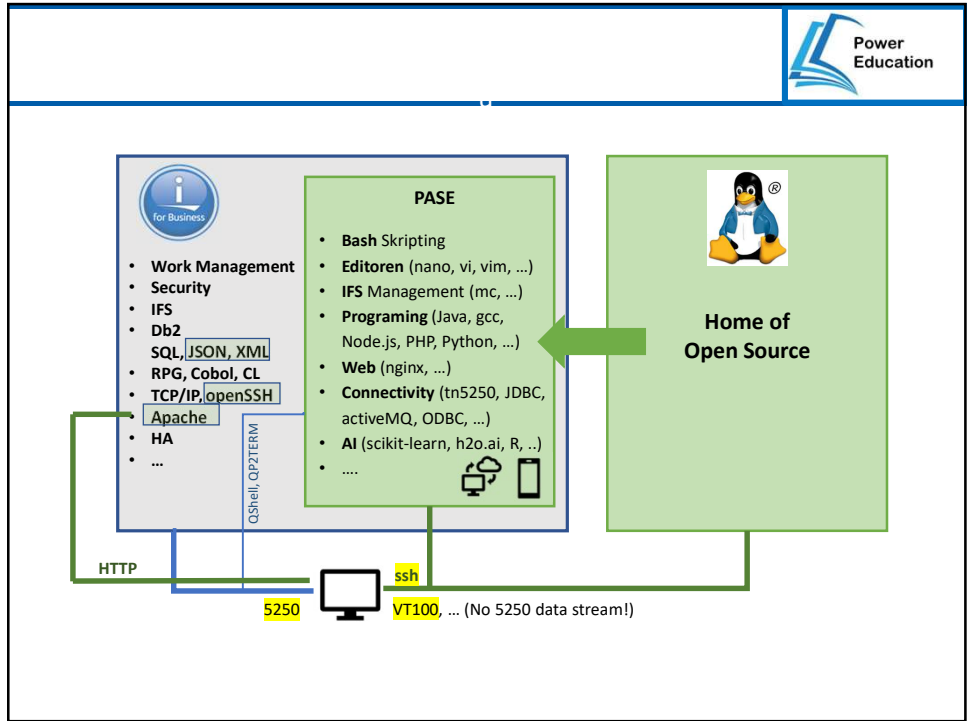 Power
Education
i
for Business
• Work Management
• Security
• IFS
• Db2
SQL, JSON, XML
• RPG, Cobol, CL
• TCP/IP, openSSH
• Apache
• HA
• ...
PASE
• Bash Skripting
• Editoren (nano, vi, vim, …)
• IFS Management (mc, …)
• Programing (Java, gcc,
Node.js, PHP, Python, …)
• Web (nginx, …)
• Connectivity (tn5250, JDBC,
activeMQ, ODBC, …)
• AI (scikit-learn, h2o.ai, R, ..)
• ….
QShell, QP2TERM
®
Home of
Open Source
HTTP
ssh
5250
VT100, … (No 5250 data stream!)